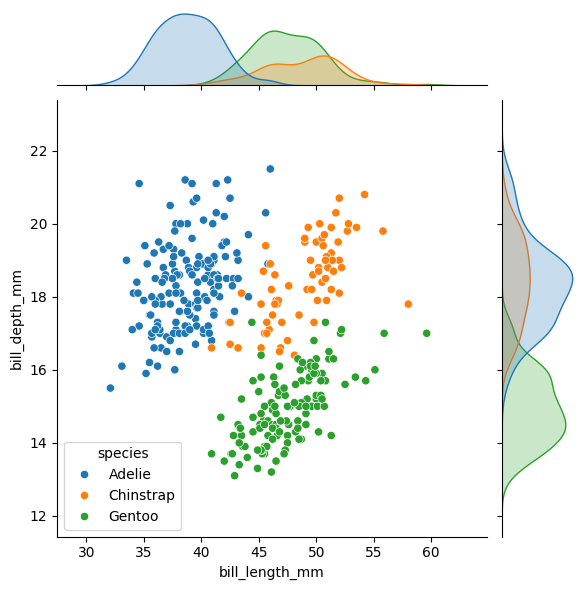 22
20
18
16
14
12
bill_depth_mm
species
Adelie
Chinstrap
Gentoo
30 35 40 45 50 55 60
bill_length_mm